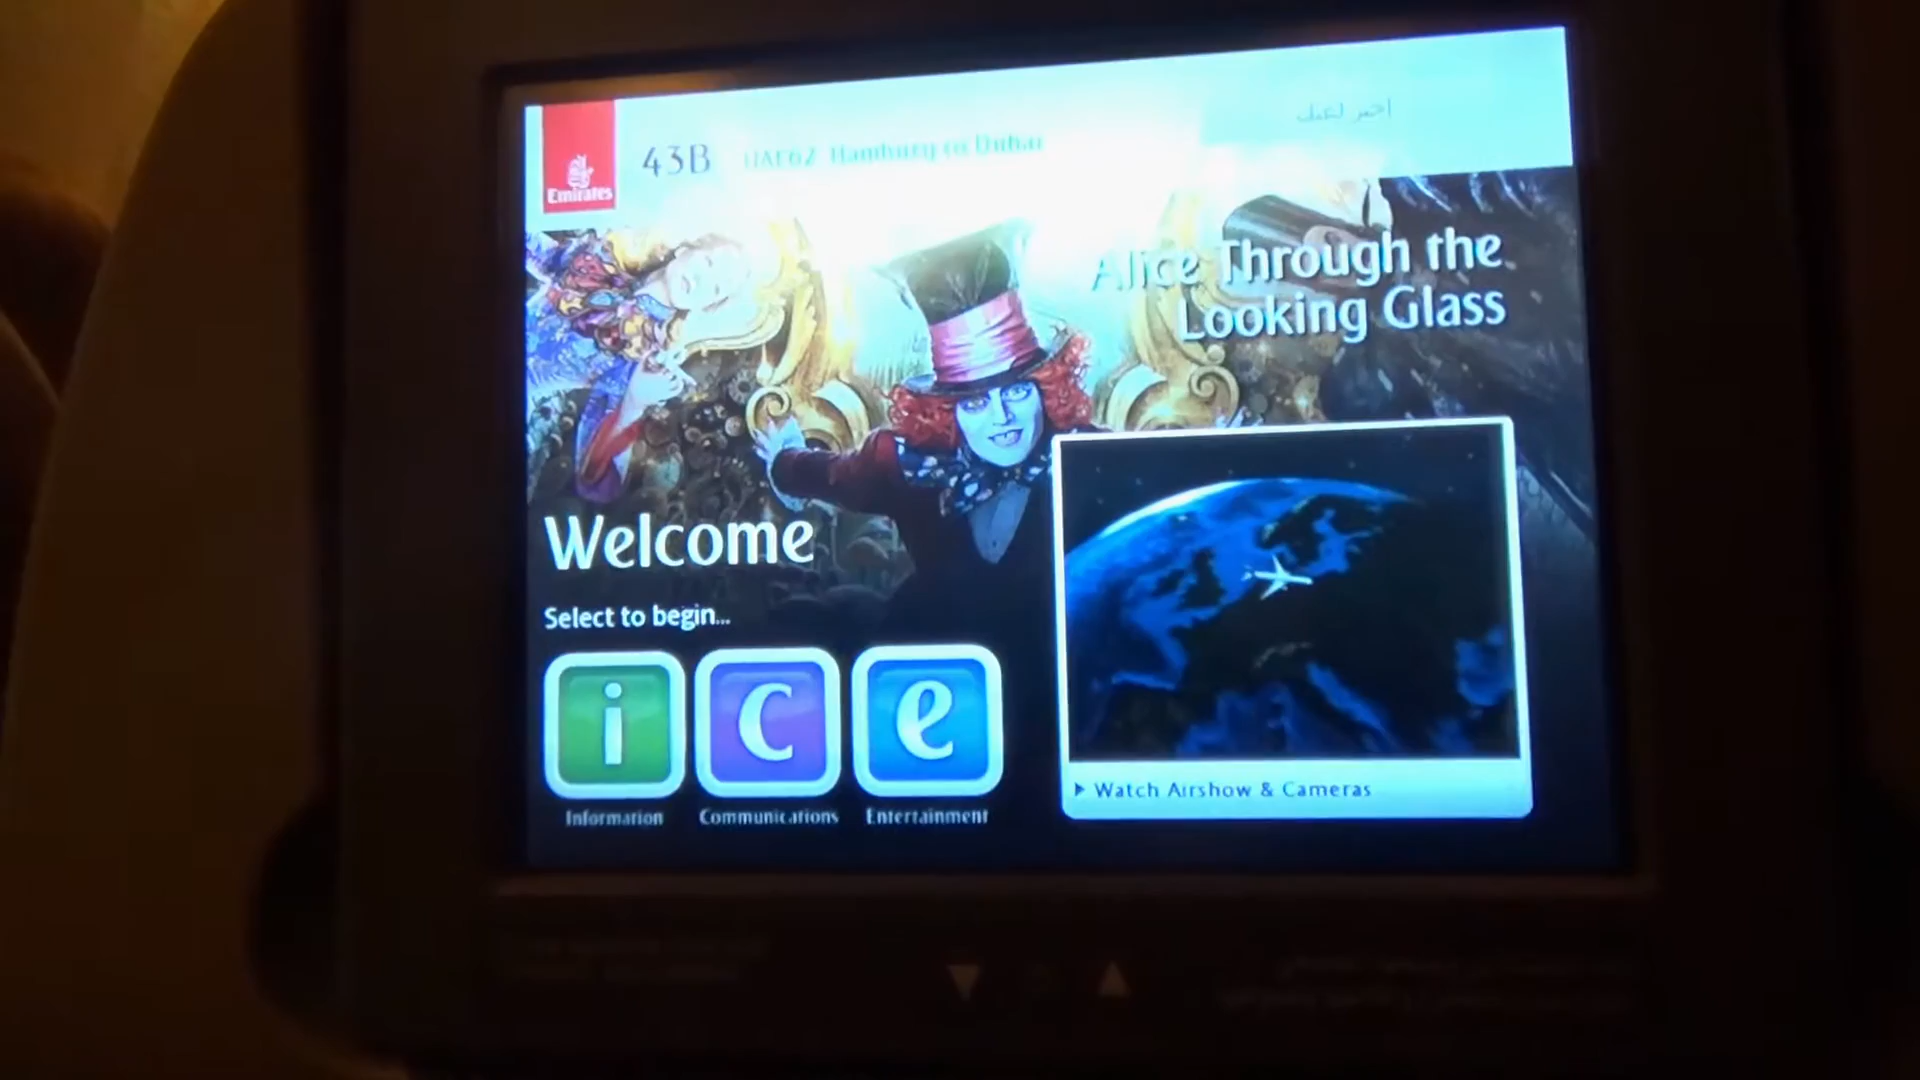 Emirates
43B
UAE62 Hamburg to Dubai
Alice Through the
Looking Glass
Welcome
Select to begin...
i
c
e
Information
Communications
Entertainment
Watch Airshow & Cameras